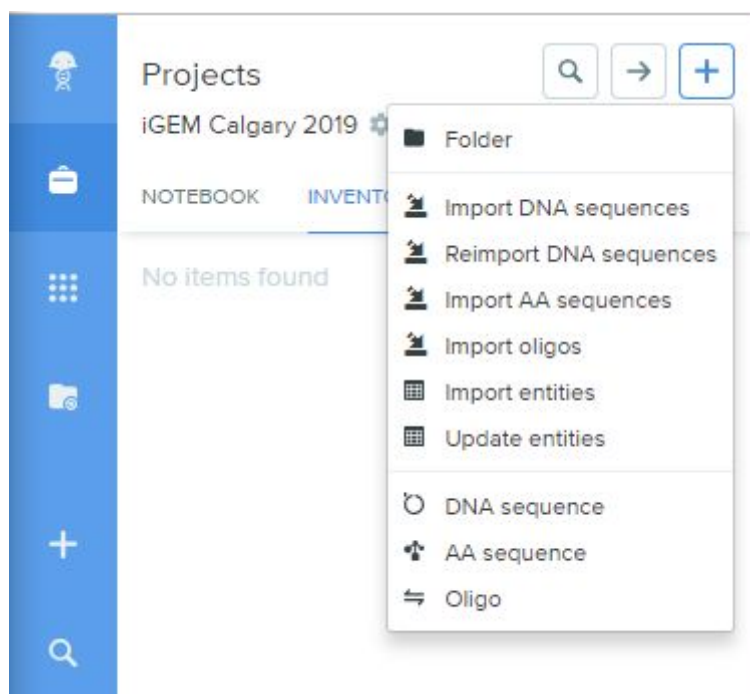 Projects
iGEM Calgary 2019
NOTEBOOK
INVENTO
No items found
Folder
Import DNA sequences
Reimport DNA sequences
Import AA sequences
Import oligos
Import entities
Update entities
DNA sequence
AA sequence
Oligo